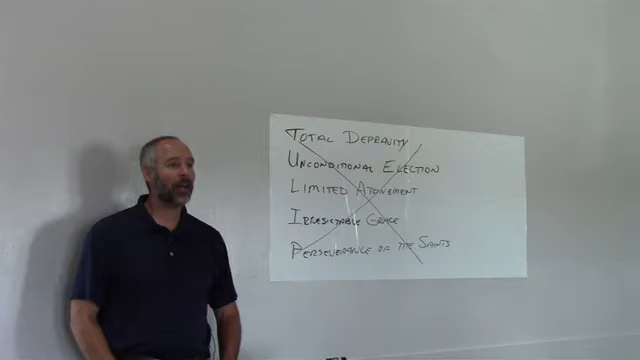 TOTAL DEPRAVITY
UNCONDITIONAL ELECTION
LIMITED ATONEMENT
IRRESISTABLE GRACE
PERSEVERANCE OF THE SAINTS